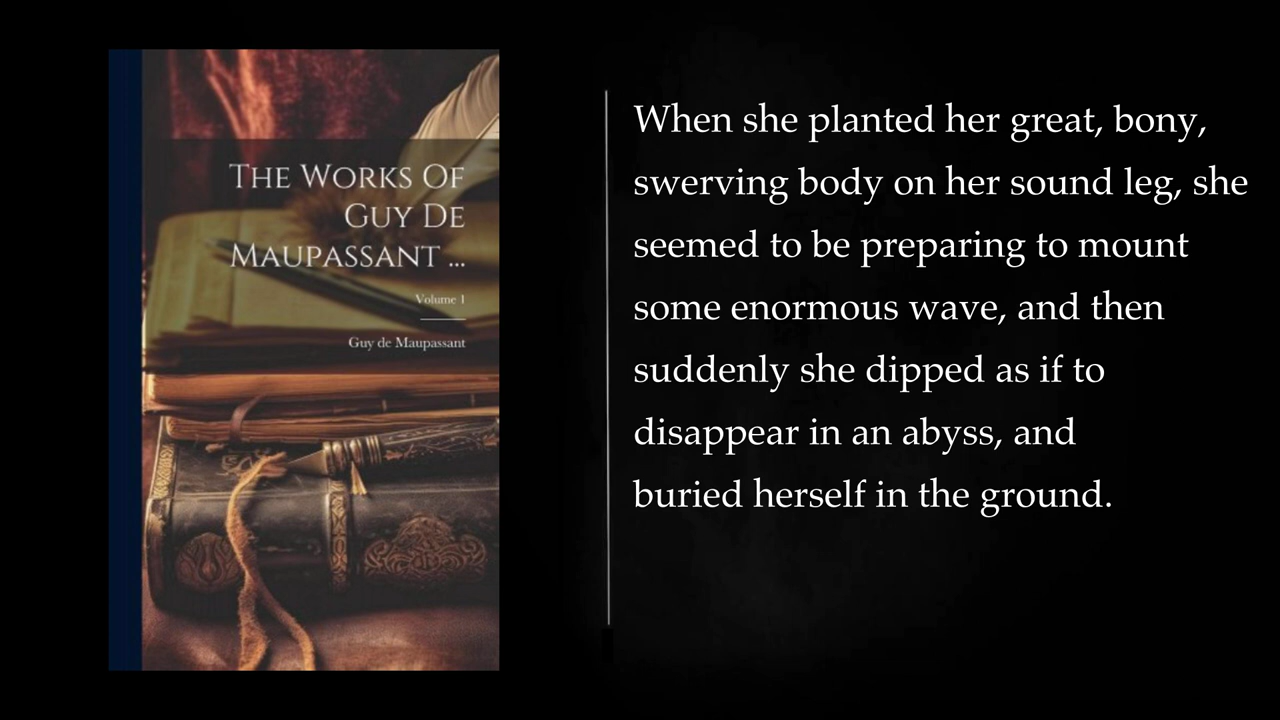 THE WORKS OF
GUY DE
MAUPASSANT ...
Volume 1
Guy de Maupassant
When she planted her great, bony,
swerving body on her sound leg, she
seemed to be preparing to mount
some enormous wave, and then
suddenly she dipped as if to
disappear in an abyss, and
buried herself in the ground.